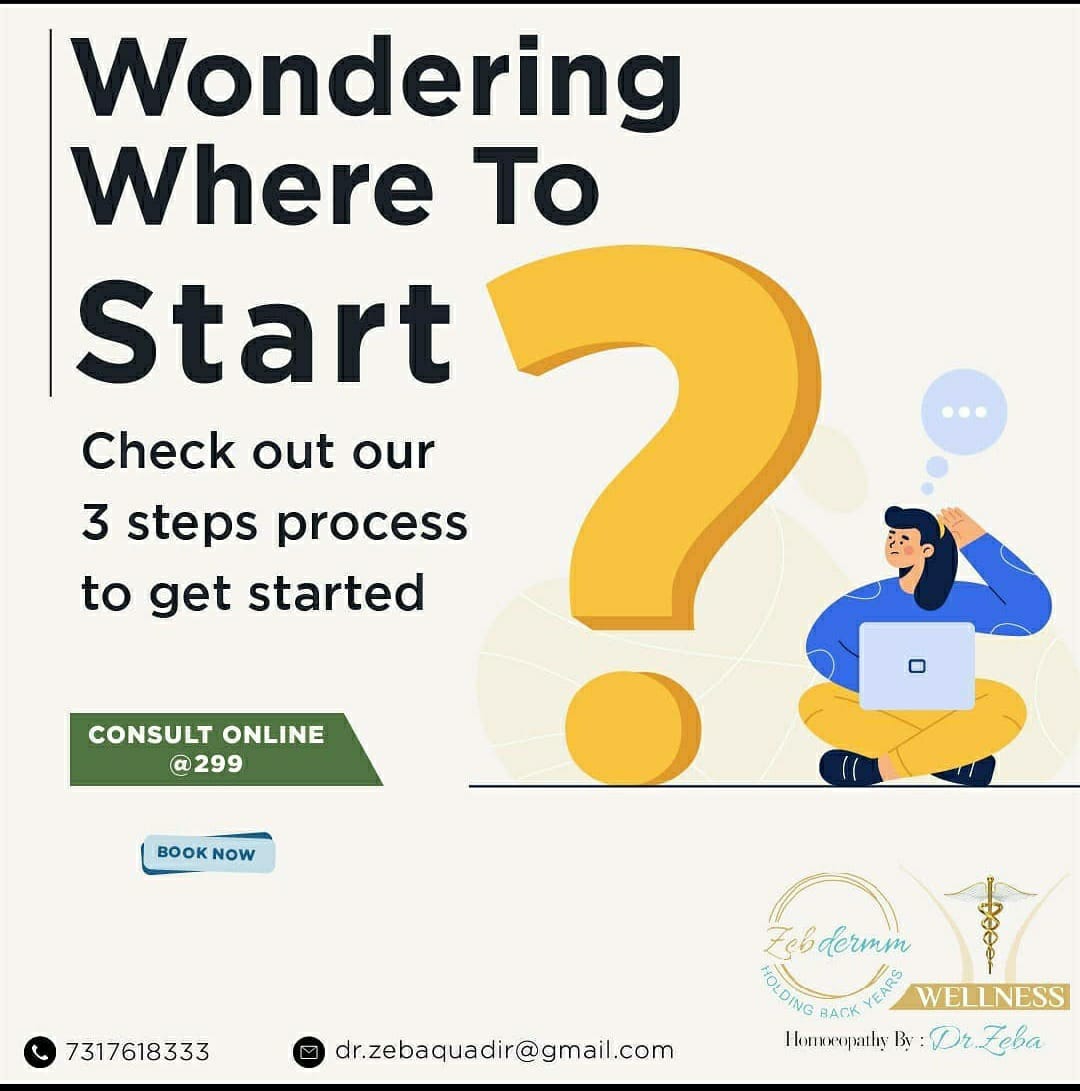 Wondering
Where To
Start
Check out our
3 steps process
to get started
CONSULT ONLINE
@299
BOOK NOW
Zebdermm
HOLDING BACK YEARS
WELLNESS
Homoeopathy By : Dr.Zeba
7317618333
dr.zebaquadir@gmail.com